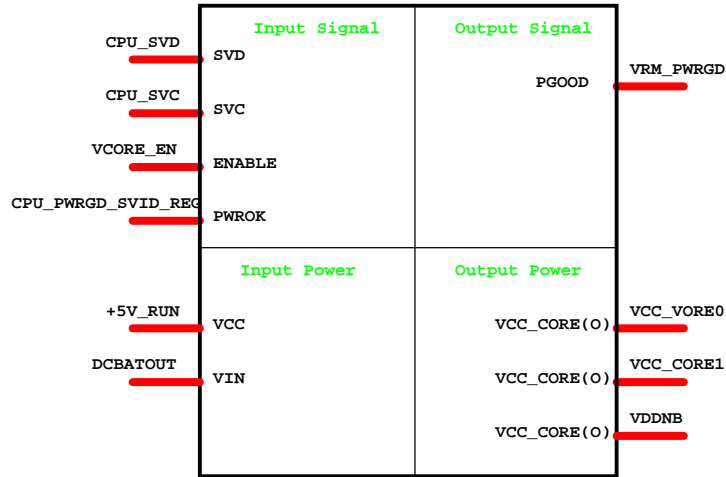 Input Signal
Output Signal
CPU_SVD
SVD
VRM_PWRGD
PGOOD
CPU_SVC
SVC
VCORE_EN
ENABLE
CPU_PWRGD_SVID_REG
PWROK
Input Power
Output Power
+5V_RUN
VCC
VCC_CORE(O)
VCC_VORE0
DCBATOUT
VIN
VCC_CORE(O)
VCC_CORE1
VCC_CORE(O)
VDDNB